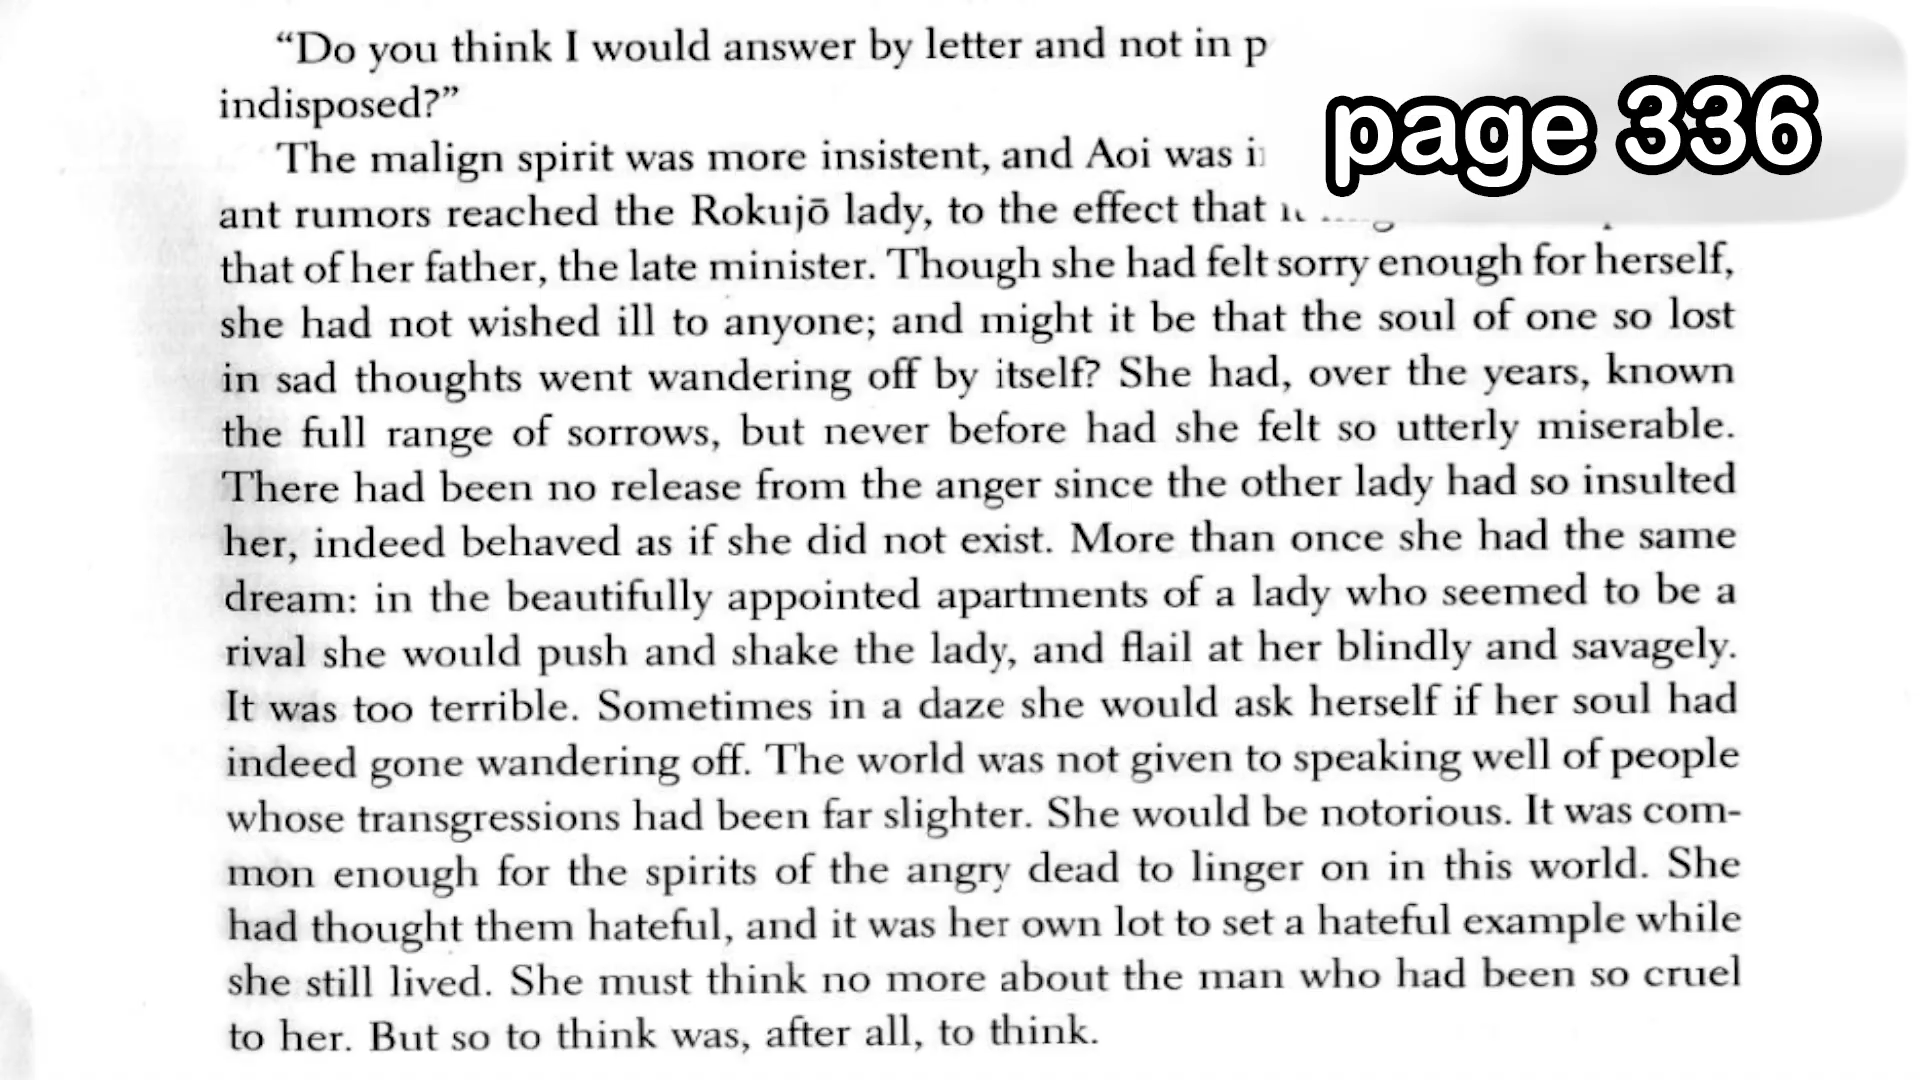 “Do you think I would answer by letter and not in p
indisposed?”
page 336
The malign spirit was more insistent, and Aoi was
ant rumors reached the Rokujō lady, to the effect that
that of her father, the late minister. Though she had felt sorry enough for herself,
she had not wished ill to anyone; and might it be that the soul of one so lost
in sad thoughts went wandering off by itself? She had, over the years, known
the full range of sorrows, but never before had she felt so utterly miserable.
There had been no release from the anger since the other lady had so insulted
her, indeed behaved as if she did not exist. More than once she had the same
dream: in the beautifully appointed apartments of a lady who seemed to be a
rival she would push and shake the lady, and flail at her blindly and savagely.
It was too terrible. Sometimes in a daze she would ask herself if her soul had
indeed gone wandering off. The world was not given to speaking well of people
whose transgressions had been far slighter. She would be notorious. It was com-
mon enough for the spirits of the angry dead to linger on in this world. She
had thought them hateful, and it was her own lot to set a hateful example while
she still lived. She must think no more about the man who had been so cruel
to her. But so to think was, after all, to think.